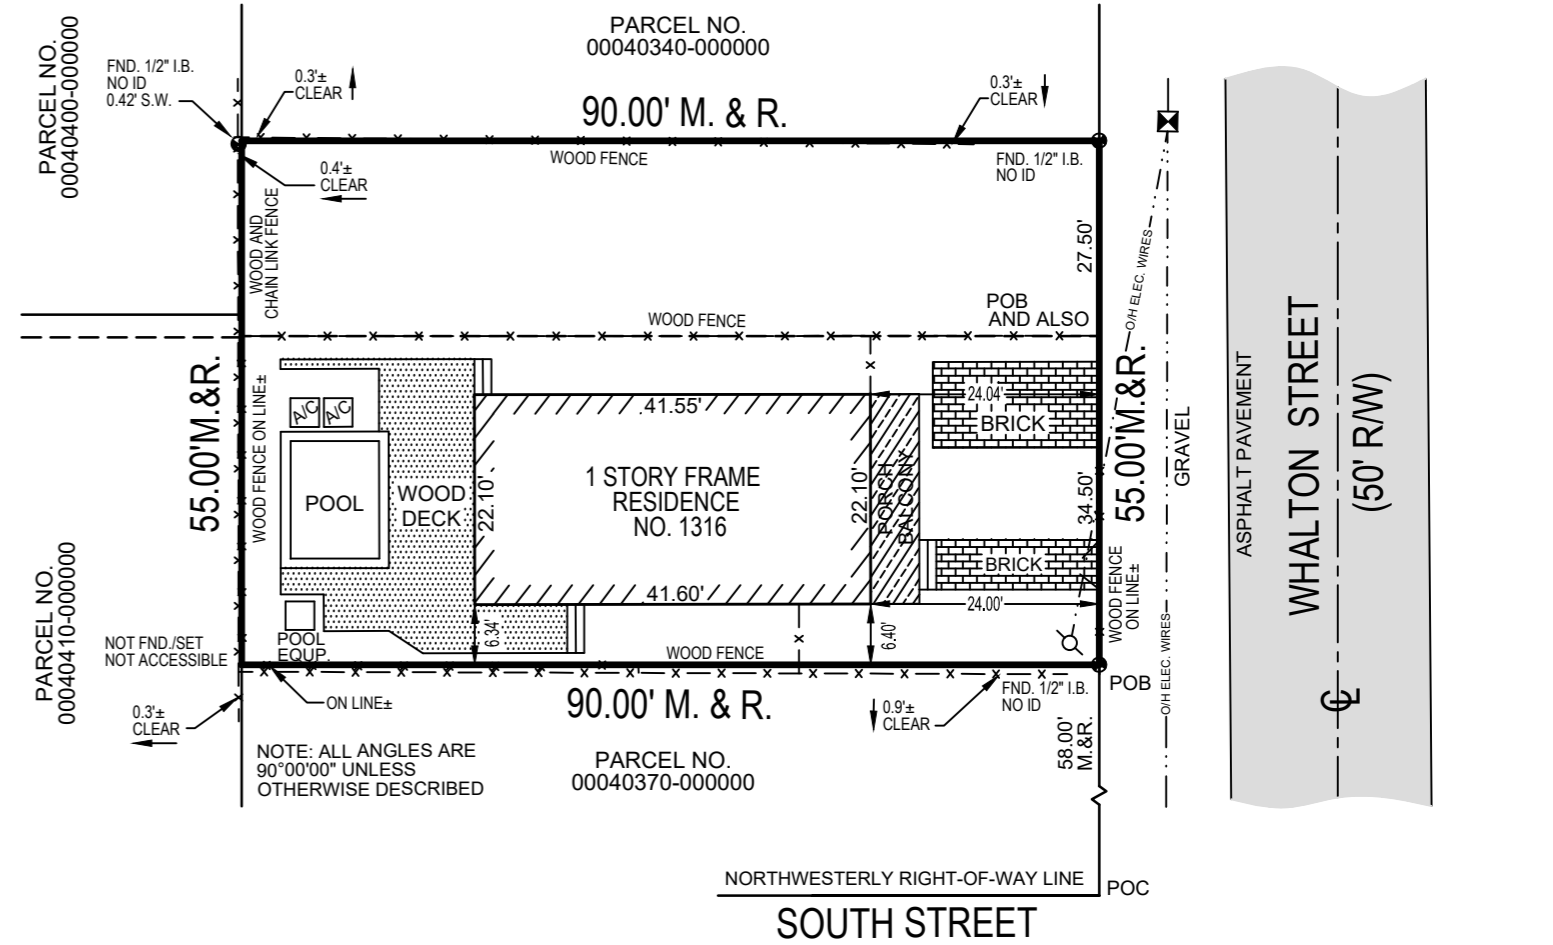 PARCEL NO.
00040340-000000
PARCEL NO.
00040400-000000
FND. 1/2" I.B.
NO ID
0.42' S.W.
0.3'±
CLEAR
90.00' M. & R.
0.3'±
CLEAR
WOOD FENCE
FND. 1/2" I.B.
NO ID
0.4'±
CLEAR
WOOD AND
CHAIN LINK FENCE
27.50'
O/H ELEC. WIRES
POB
AND ALSO
WOOD FENCE
55.00'M.&R.
WOOD FENCE ON LINE±
A/C
A/C
POOL
WOOD
DECK
41.55'
22.10'
1 STORY FRAME
RESIDENCE
NO. 1316
22.10'
41.60'
PORCH
BALCONY
24.04'
BRICK
34.50'
BRICK
24.00'
55.00'M.&R.
GRAVEL
ASPHALT PAVEMENT
WHALTON STREET
(50' R/W)
WOOD FENCE
ON LINE±
O/H ELEC. WIRES
PARCEL NO.
00040410-000000
NOT FND./SET
NOT ACCESSIBLE
POOL
EQUP.
6.34'
6.40'
WOOD FENCE
POB
ON LINE±
0.3'±
CLEAR
90.00' M. & R.
0.9'±
CLEAR
FND. 1/2" I.B.
NO ID
58.00'
M.&R.
NOTE: ALL ANGLES ARE
90°00'00" UNLESS
OTHERWISE DESCRIBED
PARCEL NO.
00040370-000000
℄
NORTHWESTERLY RIGHT-OF-WAY LINE
POC
SOUTH STREET